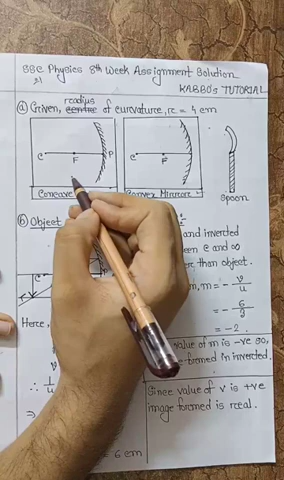 SSC Physics 8th Week Assignment Solution
KABBO'S TUTORIAL
radius
ⓐ Given, centre of curvature, rc = 4 cm
C F P
C F
Concave
Convex Mirror
Spoon
ⓑ Object
and inverted
een C and ∞
than object.
C
m, m = - v/u
= - 6/3
= -2.
Here,
value of m is -ve so,
formed in inverted.
∴ 1/u
Since value of v is +ve
image formed is real.
⇒
= 6 cm